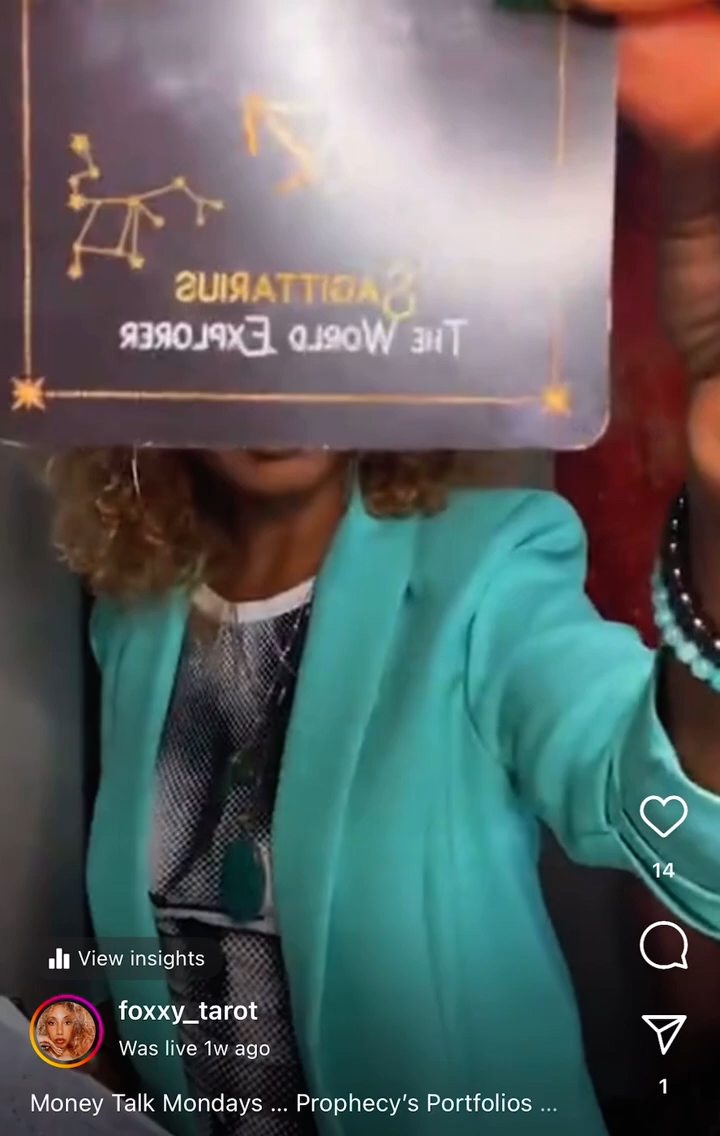 SAGITTARIUS
THE WORLD EXPLORER
14
View insights
foxxy_tarot
Was live 1w ago
1
Money Talk Mondays ... Prophecy's Portfolios ...